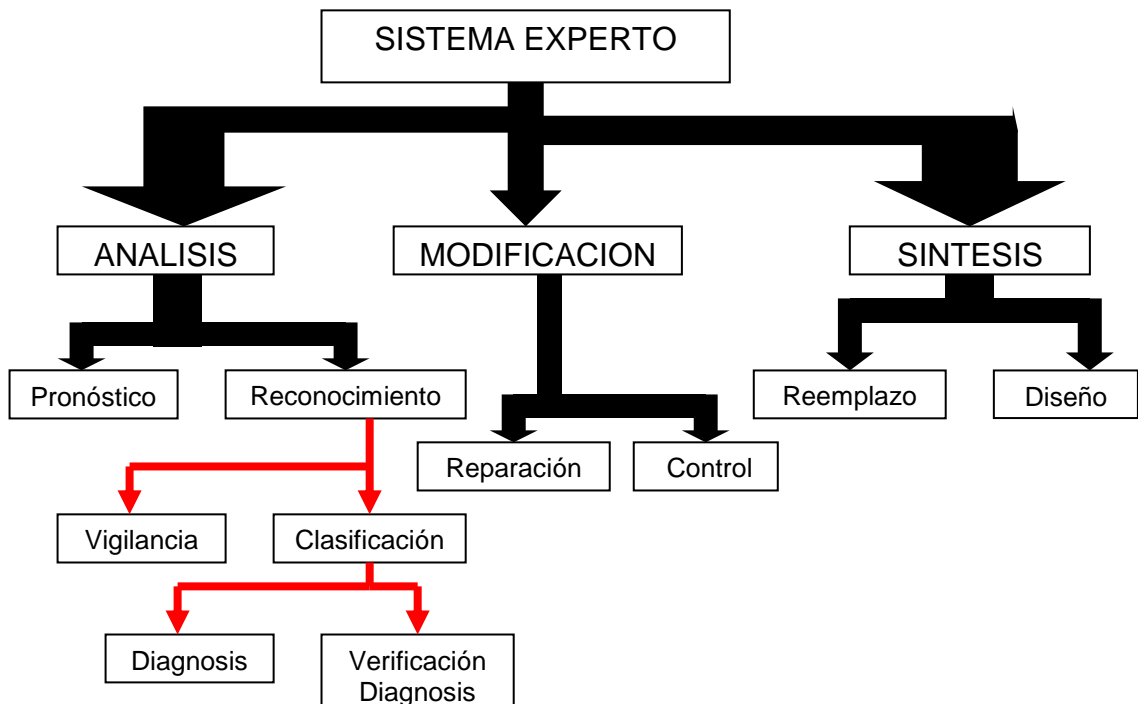 SISTEMA EXPERTO
ANALISIS
MODIFICACION
SINTESIS
Pronóstico
Reconocimiento
Reemplazo
Diseño
Reparación
Control
Vigilancia
Clasificación
Diagnosis
Verificación
Diagnosis